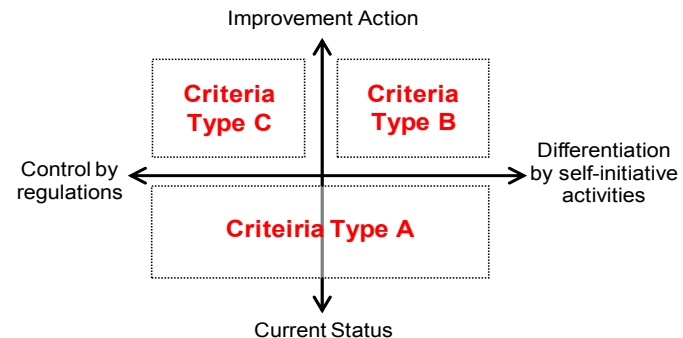 Improvement Action
Criteria
Type C
Criteria
Type B
Control by
regulations
Differentiation
by self-initiative
activities
Criteiria Type A
Current Status